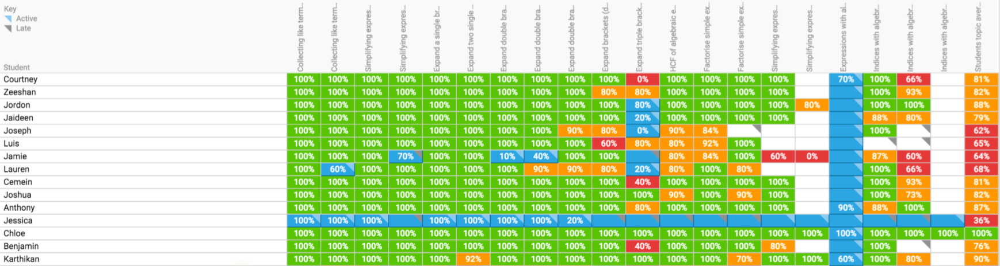 Key
Active
Late
Student
Collecting like term...
Collecting like term...
Simplifying expres...
Simplifying expres...
Expand a single br...
Expand two single ...
Expand double bra...
Expand double bra...
Expand double bra...
Expand brackets (d...
Expand triple brack...
HCF of algebraic e...
Factorise simple ex...
Factorise simple ex...
Simplifying expres...
Simplifying expres...
Expressions with al...
Indices with algebr...
Indices with algebr...
Indices with algebr...
Students topic aver...
Courtney 100% 100% 100% 100% 100% 100% 100% 100% 100% 100% 0% 100% 100% 100% 100% 70% 100% 66% 81%
Zeeshan 100% 100% 100% 100% 100% 100% 100% 100% 100% 80% 80% 100% 100% 100% 100% 100% 93% 82%
Jordon 100% 100% 100% 100% 100% 100% 100% 100% 100% 100% 80% 100% 100% 100% 100% 80% 100% 100% 88%
Jaideen 100% 100% 100% 100% 100% 100% 100% 100% 100% 100% 20% 100% 100% 100% 100% 88% 80% 79%
Joseph 100% 100% 100% 100% 100% 100% 100% 100% 90% 80% 0% 90% 84% 100% 62%
Luis 100% 100% 100% 100% 100% 100% 100% 100% 100% 60% 80% 80% 92% 100% 65%
Jamie 100% 100% 100% 70% 100% 100% 10% 40% 100% 100% 80% 84% 100% 60% 0% 87% 60% 64%
Lauren 100% 60% 100% 100% 100% 100% 100% 90% 90% 80% 20% 80% 100% 80% 100% 66% 68%
Cemein 100% 100% 100% 100% 100% 100% 100% 100% 100% 100% 40% 100% 100% 100% 100% 100% 93% 81%
Joshua 100% 100% 100% 100% 100% 100% 100% 100% 100% 100% 100% 90% 100% 90% 100% 100% 73% 82%
Anthony 100% 100% 100% 100% 100% 100% 100% 100% 100% 100% 80% 100% 100% 100% 100% 90% 88% 100% 87%
Jessica 100% 100% 100% 100% 100% 100% 100% 20% 36%
Chloe 100% 100% 100% 100% 100% 100% 100% 100% 100% 100% 100% 100% 100% 100% 100% 100% 100% 100% 100% 100% 100%
Benjamin 100% 100% 100% 100% 100% 100% 100% 100% 100% 100% 40% 100% 100% 100% 80% 100% 76%
Karthikan 100% 100% 100% 100% 100% 92% 100% 100% 100% 100% 100% 100% 100% 70% 100% 100% 60% 100% 80% 90%